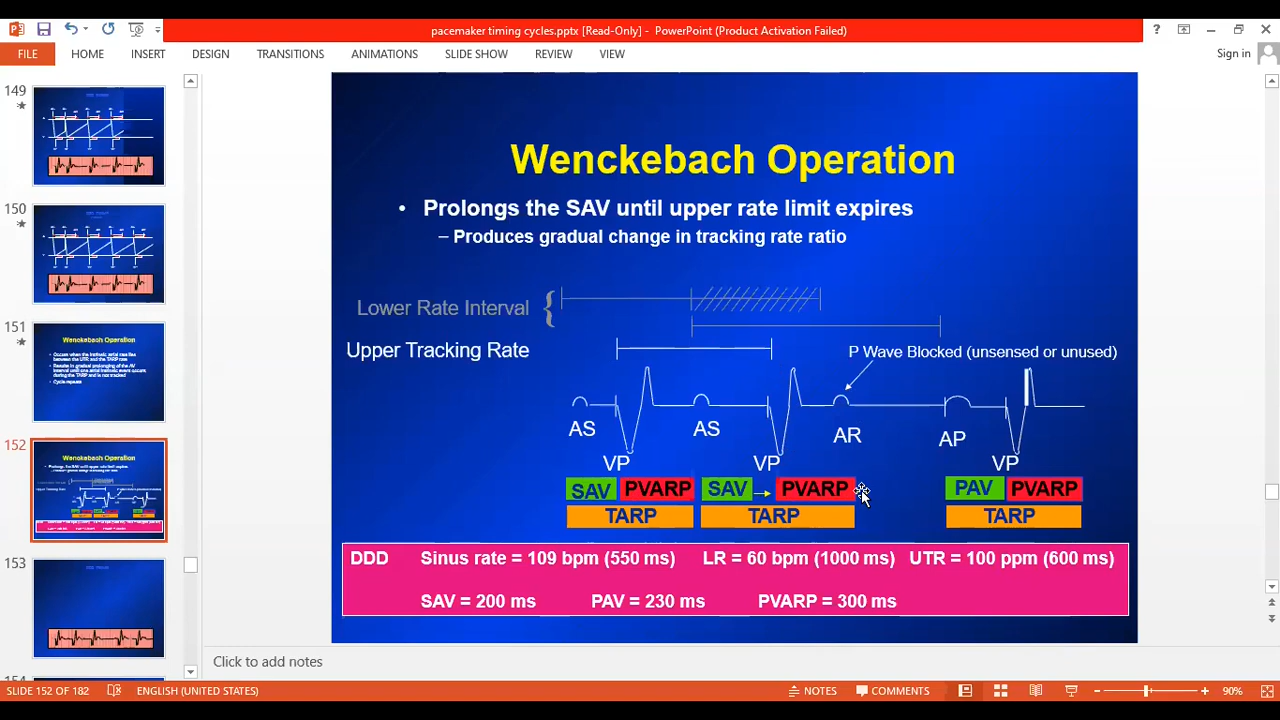 pacemaker timing cycles.pptx [Read-Only] - PowerPoint (Product Activation Failed)
FILE HOME INSERT DESIGN TRANSITIONS ANIMATIONS SLIDE SHOW REVIEW VIEW Sign in
149
150
151
Wenckebach Operation
152
Wenckebach Operation
153
Wenckebach Operation
• Prolongs the SAV until upper rate limit expires
– Produces gradual change in tracking rate ratio
Lower Rate Interval {
Upper Tracking Rate
P Wave Blocked (unsensed or unused)
AS AS AR AP
VP VP VP
SAV PVARP SAV PVARP PAV PVARP
TARP TARP TARP
DDD Sinus rate = 109 bpm (550 ms) LR = 60 bpm (1000 ms) UTR = 100 ppm (600 ms)
SAV = 200 ms PAV = 230 ms PVARP = 300 ms
Click to add notes
SLIDE 152 OF 182 ENGLISH (UNITED STATES) NOTES COMMENTS 90%